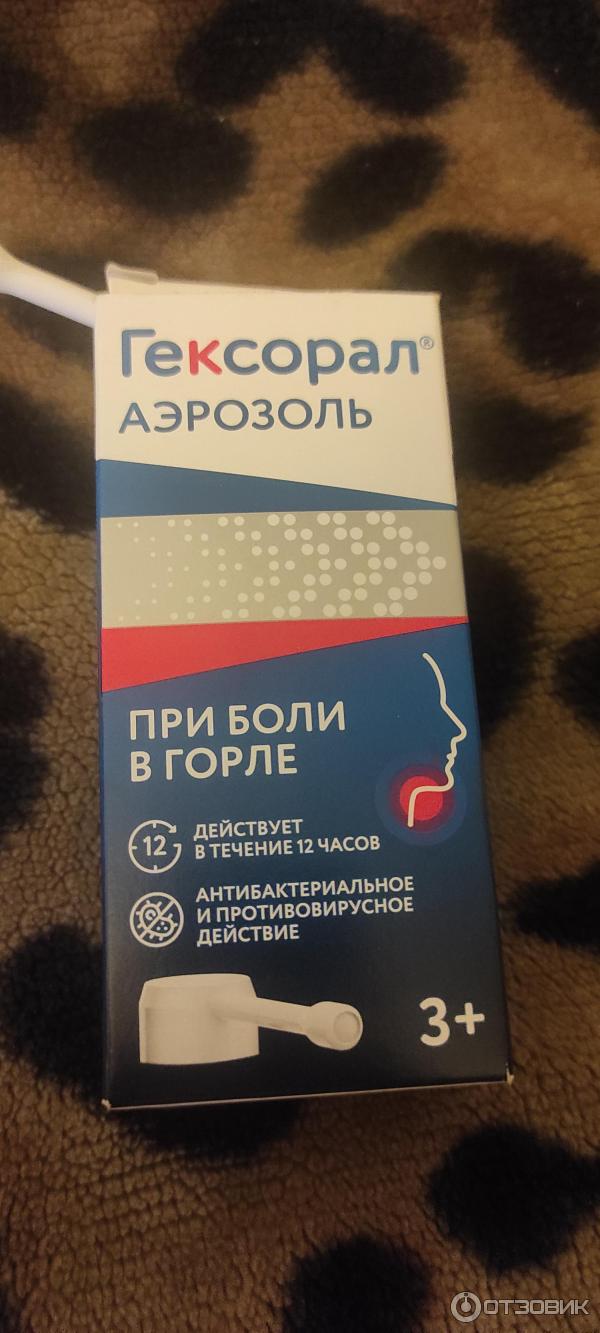 Гексорал®
АЭРОЗОЛЬ
ПРИ БОЛИ
В ГОРЛЕ
12
ДЕЙСТВУЕТ
В ТЕЧЕНИЕ 12 ЧАСОВ
АНТИБАКТЕРИАЛЬНОЕ
И ПРОТИВОВИРУСНОЕ
ДЕЙСТВИЕ
3+
ОТЗОВИК